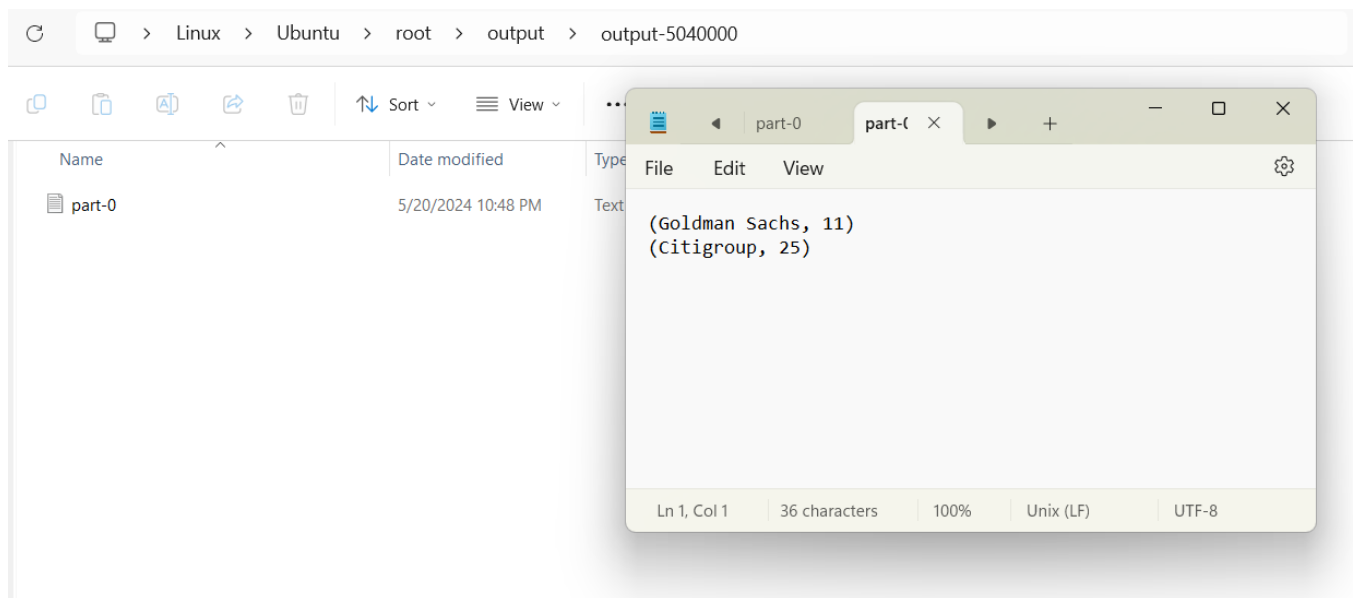 Linux > Ubuntu > root > output > output-5040000
Sort View ...
Name Date modified Type
part-0 5/20/2024 10:48 PM Text
part-0 part-(
File Edit View
(Goldman Sachs, 11)
(Citigroup, 25)
Ln 1, Col 1 36 characters 100% Unix (LF) UTF-8